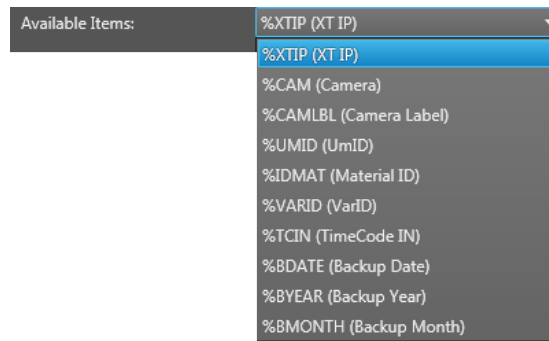 Available Items:
%XTIP (XT IP)
%XTIP (XT IP)
%CAM (Camera)
%CAMLBL (Camera Label)
%UMID (UmID)
%IDMAT (Material ID)
%VARID (VarID)
%TCIN (TimeCode IN)
%BDATE (Backup Date)
%BYEAR (Backup Year)
%BMONTH (Backup Month)